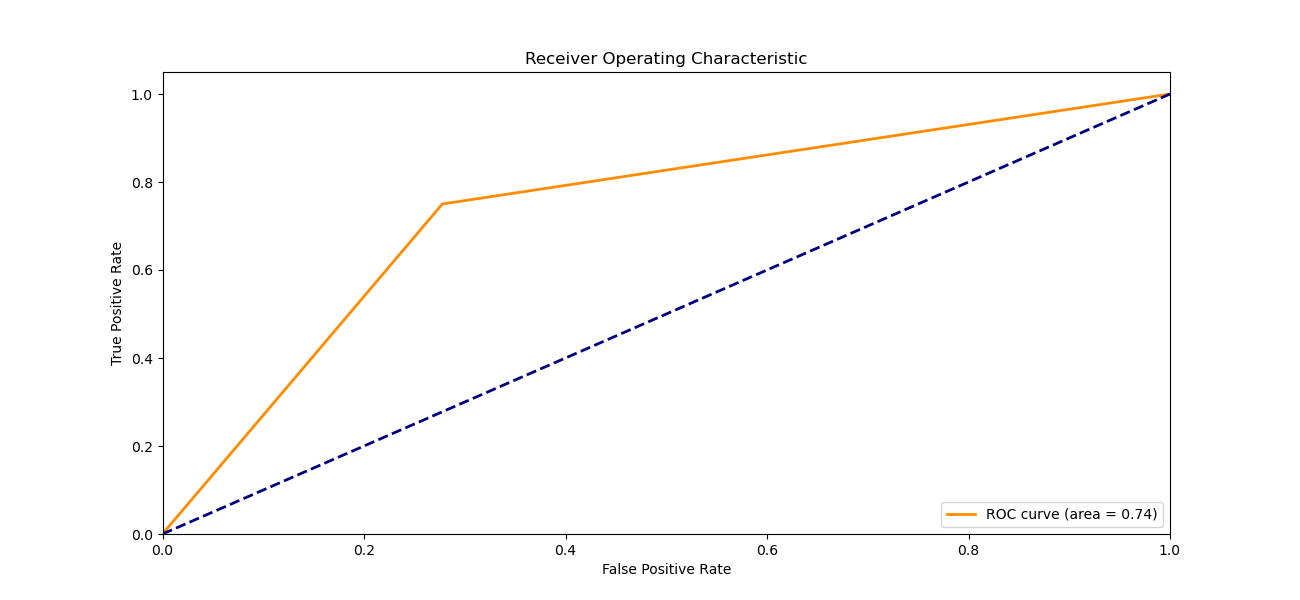 Receiver Operating Characteristic
1.0
0.8
0.6
0.4
0.2
0.0
True Positive Rate
ROC curve (area = 0.74)
0.0 0.2 0.4 0.6 0.8 1.0
False Positive Rate